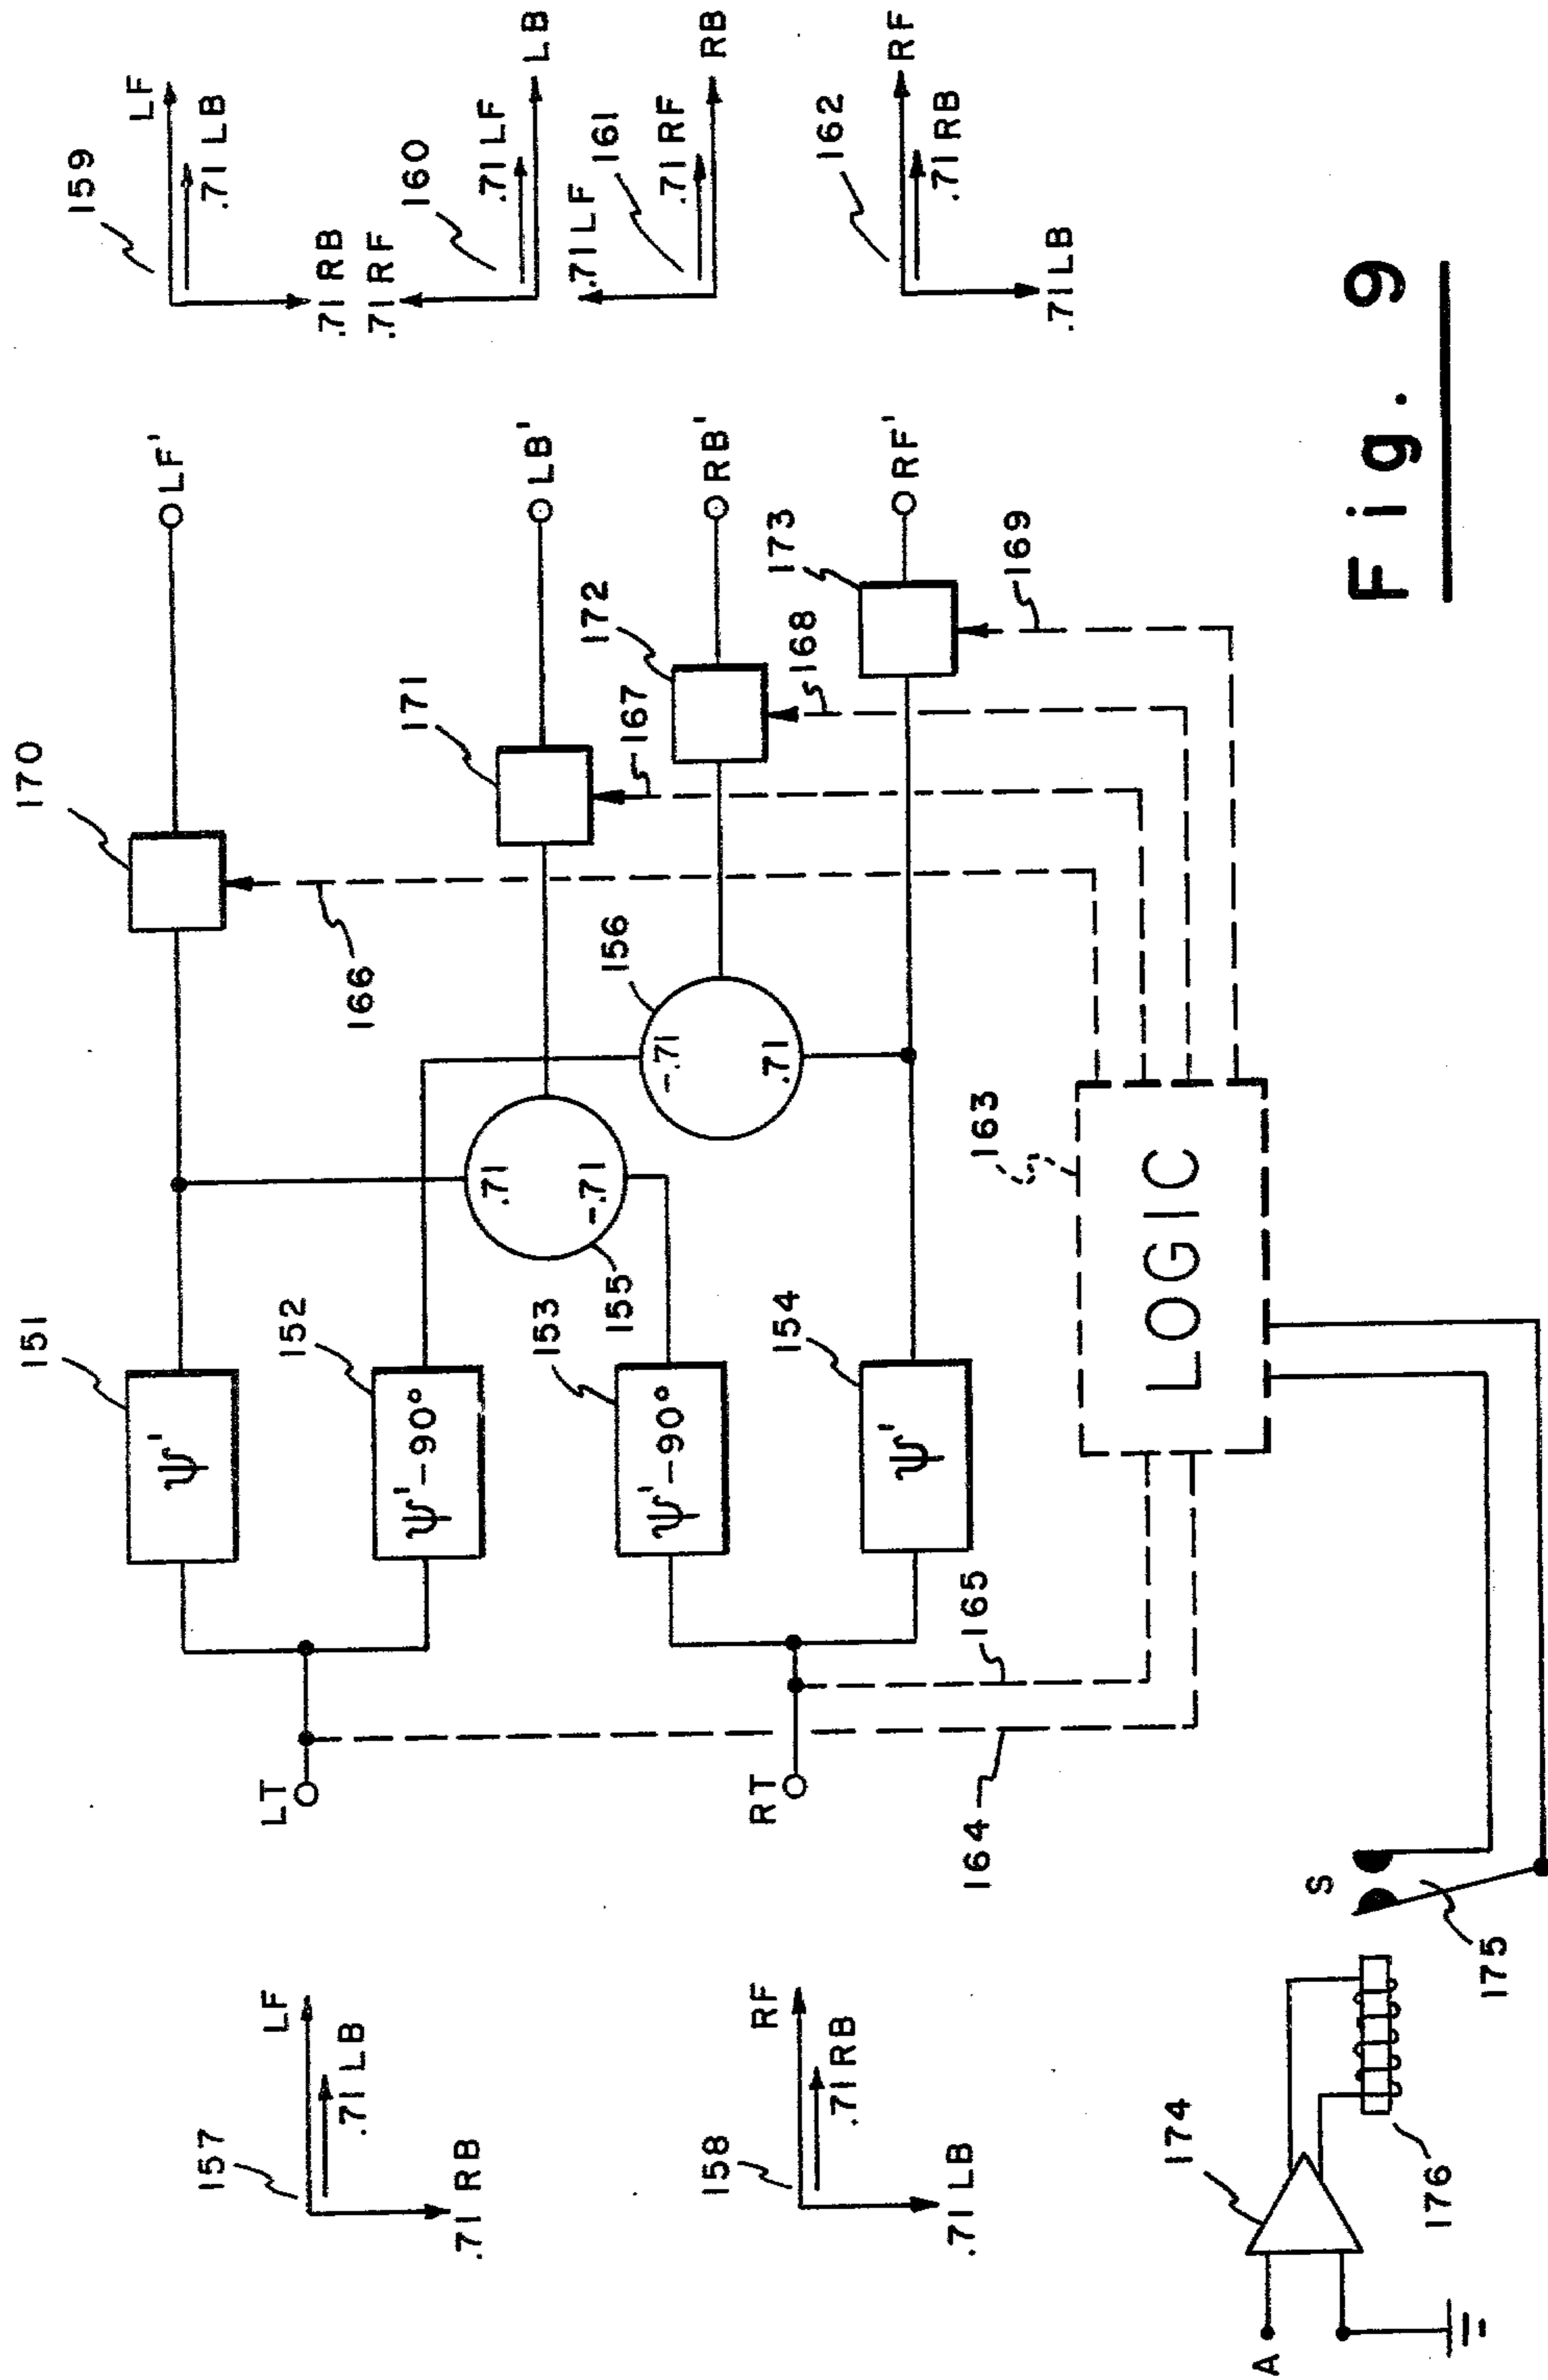 LF
.71 LB
157
.71 RB
RF
.71 RB
158
.71 LB
LT
RT
164
165
151
ψ'
152
ψ'-90°
153
ψ'-90°
154
ψ'
155
.71
-.71
156
-.71
.71
163
LOGIC
166
167
168
169
170
171
172
173
LF'
LB'
RB'
RF'
159
LF
.71 LB
.71 RB
160
.71 RF
.71 LF
LB
161
.71 LF
.71 RF
RB
162
RF
.71 RB
.71 LB
A
174
176
S
175
Fig. 9